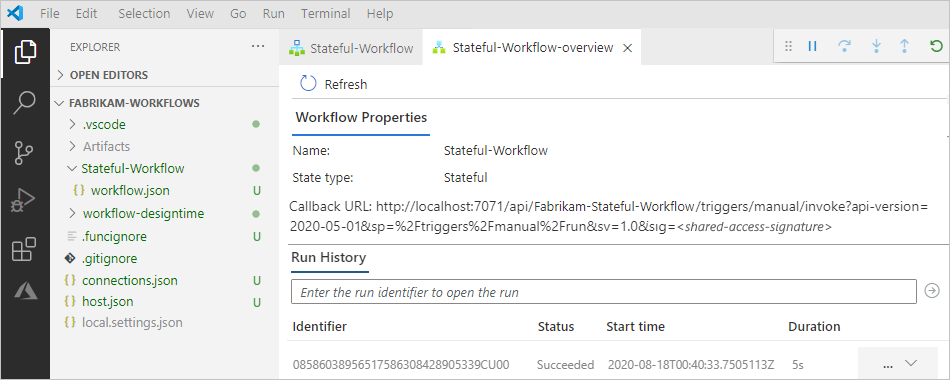 File Edit Selection View Go Run Terminal Help
EXPLORER ...
OPEN EDITORS
FABRIKAM-WORKFLOWS
.vscode
Artifacts
Stateful-Workflow
{} workflow.json U
workflow-designtime
.funcignore U
.gitignore
{} connections.json U
{} host.json U
{} local.settings.json
Stateful-Workflow Stateful-Workflow-overview
Refresh
Workflow Properties
Name: Stateful-Workflow
State type: Stateful
Callback URL: http://localhost:7071/api/Fabrikam-Stateful-Workflow/triggers/manual/invoke?api-version=
2020-05-01&sp=%2Ftriggers%2Fmanual%2Frun&sv=1.0&sig=<shared-access-signature>
Run History
Enter the run identifier to open the run
Identifier Status Start time Duration
08586038956517586308428905339CU00 Succeeded 2020-08-18T00:40:33.7505113Z 5s ...